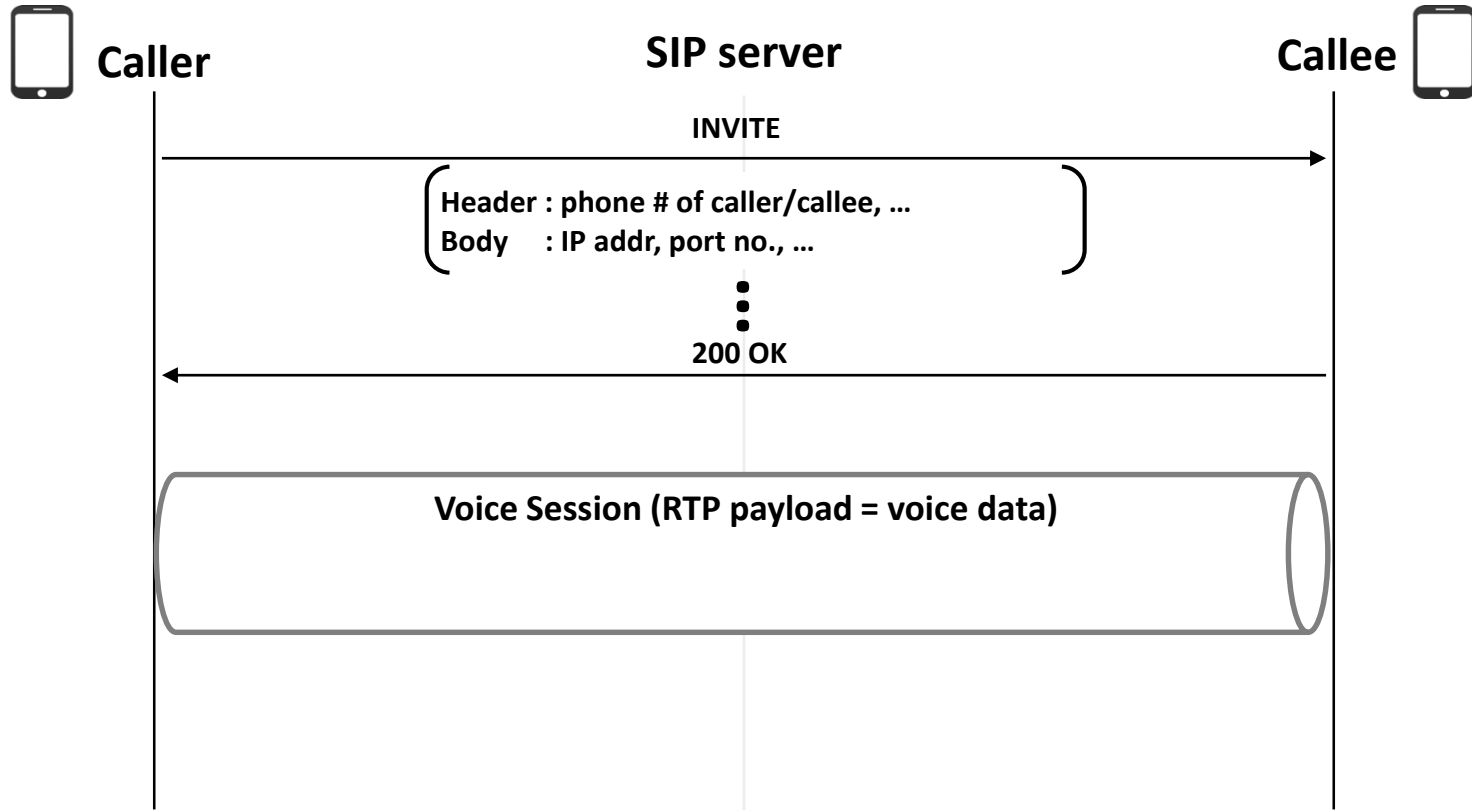 Caller
SIP server
Callee
INVITE
Header : phone # of caller/callee, …
Body : IP addr, port no., …
200 OK
Voice Session (RTP payload = voice data)